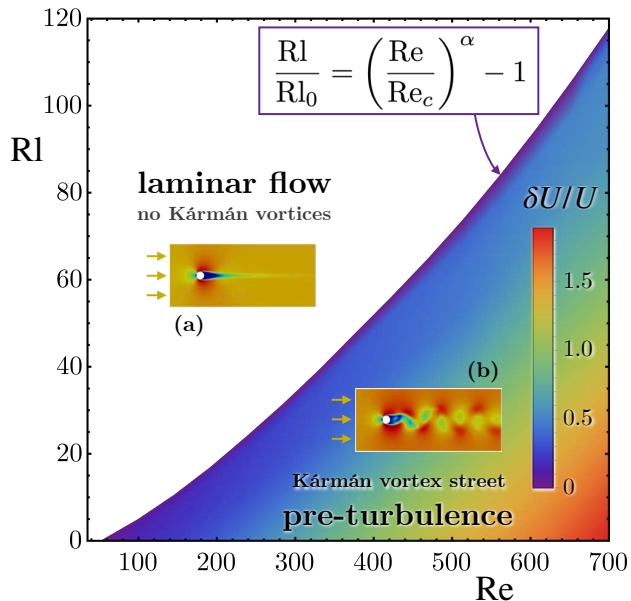 120
100
80
60
40
20
0
Rl
Rl/Rl₀ = (Re/Re_c)^α − 1
laminar flow
no Kármán vortices
(a)
δU/U
1.5
1.0
0.5
0
(b)
Kármán vortex street
pre-turbulence
100 200 300 400 500 600 700
Re